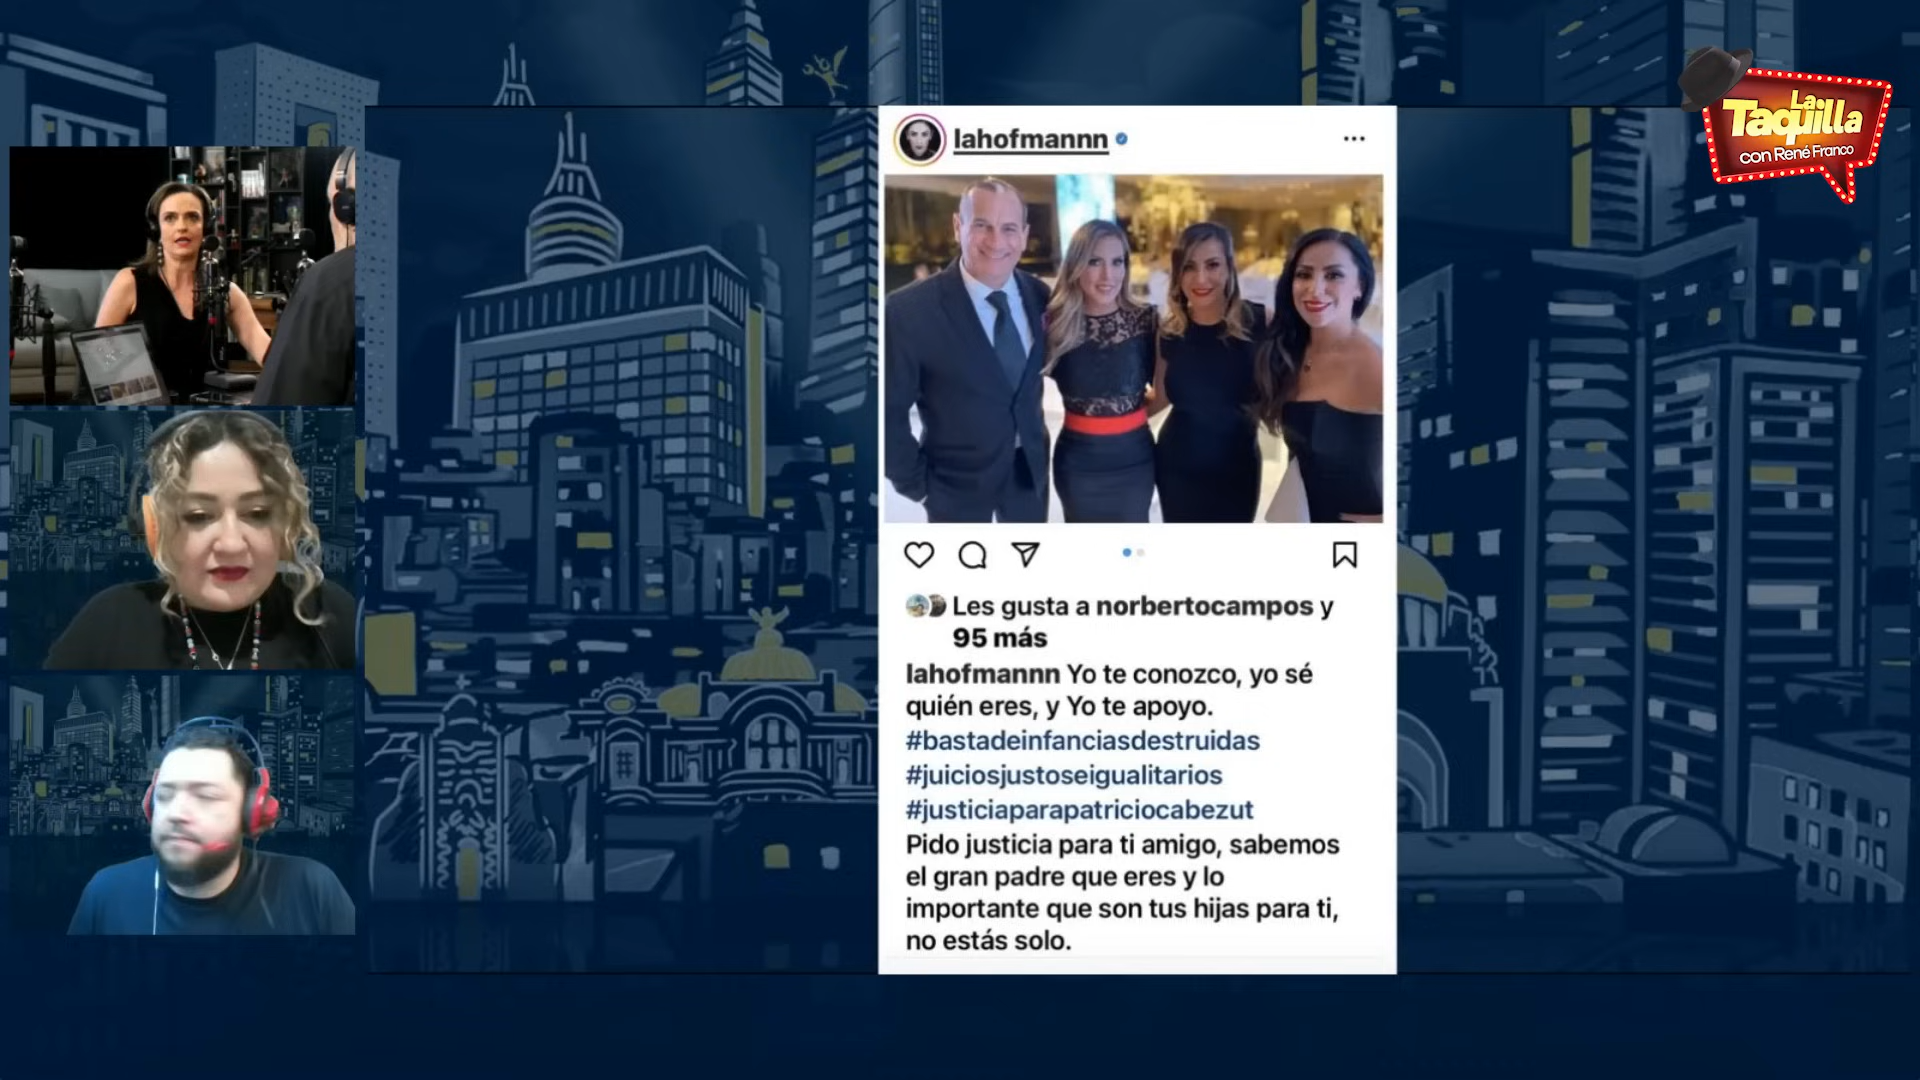 La
Taquilla
con René Franco
lahofmannn
Les gusta a norbertocampos y
95 más
lahofmannn Yo te conozco, yo sé
quién eres, y Yo te apoyo.
#bastadeinfanciasdestruidas
#juiciosjustoseigualitarios
#justiciaparapatriciocabezut
Pido justicia para ti amigo, sabemos
el gran padre que eres y lo
importante que son tus hijas para ti,
no estás solo.